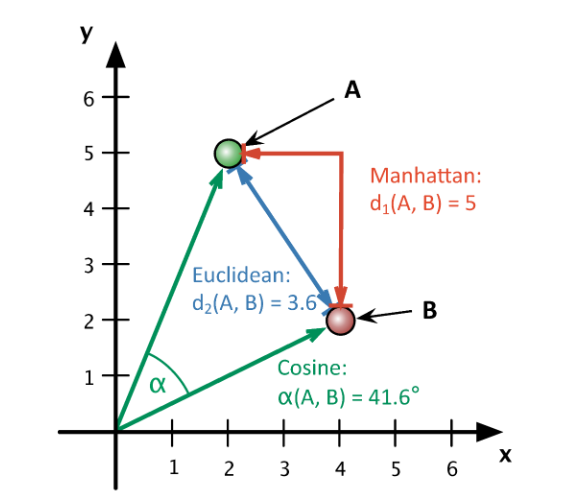 y
A
6
5
Manhattan:
d₁(A, B) = 5
4
3
Euclidean:
d₂(A, B) = 3.6
B
2
Cosine:
α(A, B) = 41.6°
1
α
x
1 2 3 4 5 6